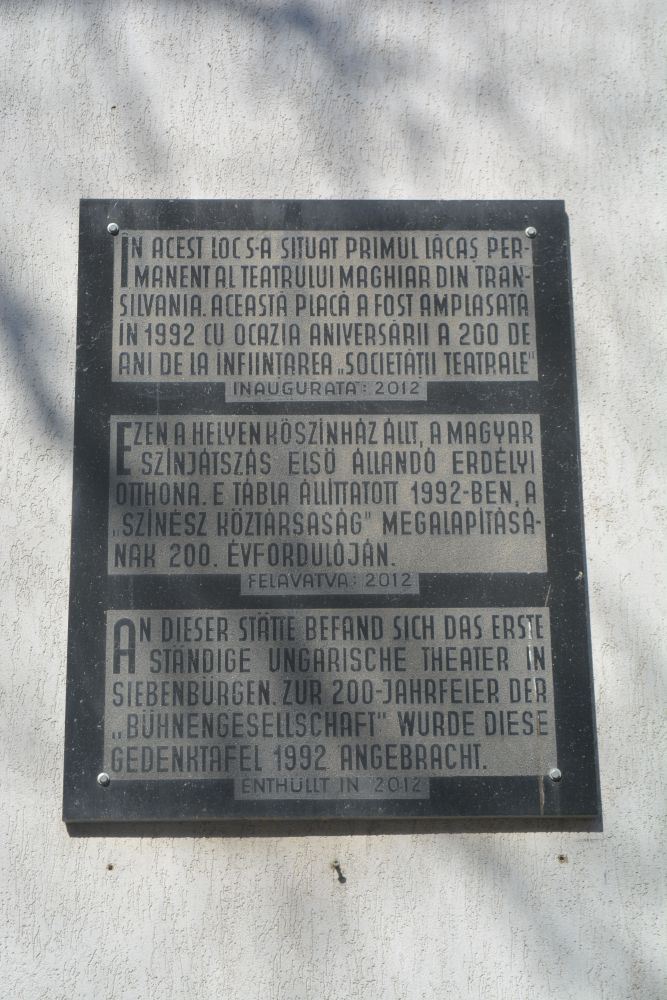 ÎN ACEST LOC S-A SITUAT PRIMUL LĂCAȘ PER-
MANENT AL TEATRULUI MAGHIAR DIN TRAN-
SILVANIA. ACEASTĂ PLACĂ A FOST AMPLASATĂ
ÎN 1992 CU OCAZIA ANIVERSĂRII A 200 DE
ANI DE LA ÎNFIINȚAREA „SOCIETĂȚII TEATRALE"
INAUGURATĂ: 2012
EZEN A HELYEN KŐSZÍNHÁZ ÁLLT, A MAGYAR
SZÍNJÁTSZÁS ELSŐ ÁLLANDÓ ERDÉLYI
OTTHONA. E TÁBLA ÁLLÍTTATOTT 1992-BEN, A
„SZÍNÉSZ KÖZTÁRSASÁG" MEGALAPÍTÁSÁ-
NAK 200. ÉVFORDULÓJÁN.
FELAVATVA: 2012
AN DIESER STÄTTE BEFAND SICH DAS ERSTE
STÄNDIGE UNGARISCHE THEATER IN
SIEBENBÜRGEN. ZUR 200-JAHRFEIER DER
„BÜHNENGESELLSCHAFT" WURDE DIESE
GEDENKTAFEL 1992 ANGEBRACHT.
ENTHÜLLT IN 2012